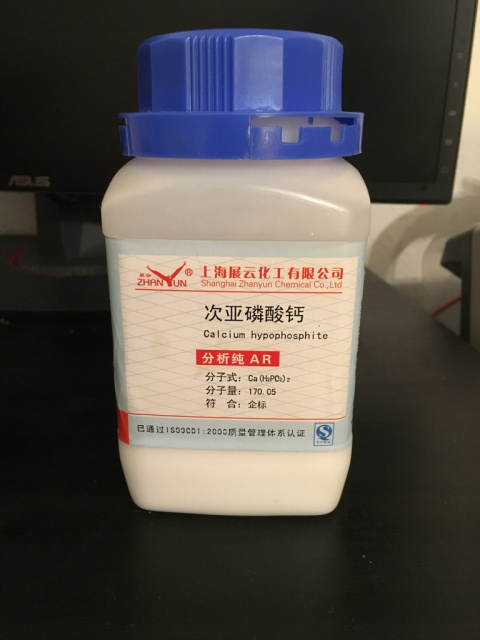 ASUS
展云
ZHANYUN
®
上海展云化工有限公司
Shanghai Zhanyun Chemical Co.,Ltd
次亚磷酸钙
Calcium hypophosphite
分析纯 AR
分子式：Ca(H₂PO₂)₂
分子量：170.05
符 合：企标
已通过ISO9001:2000质量管理体系认证